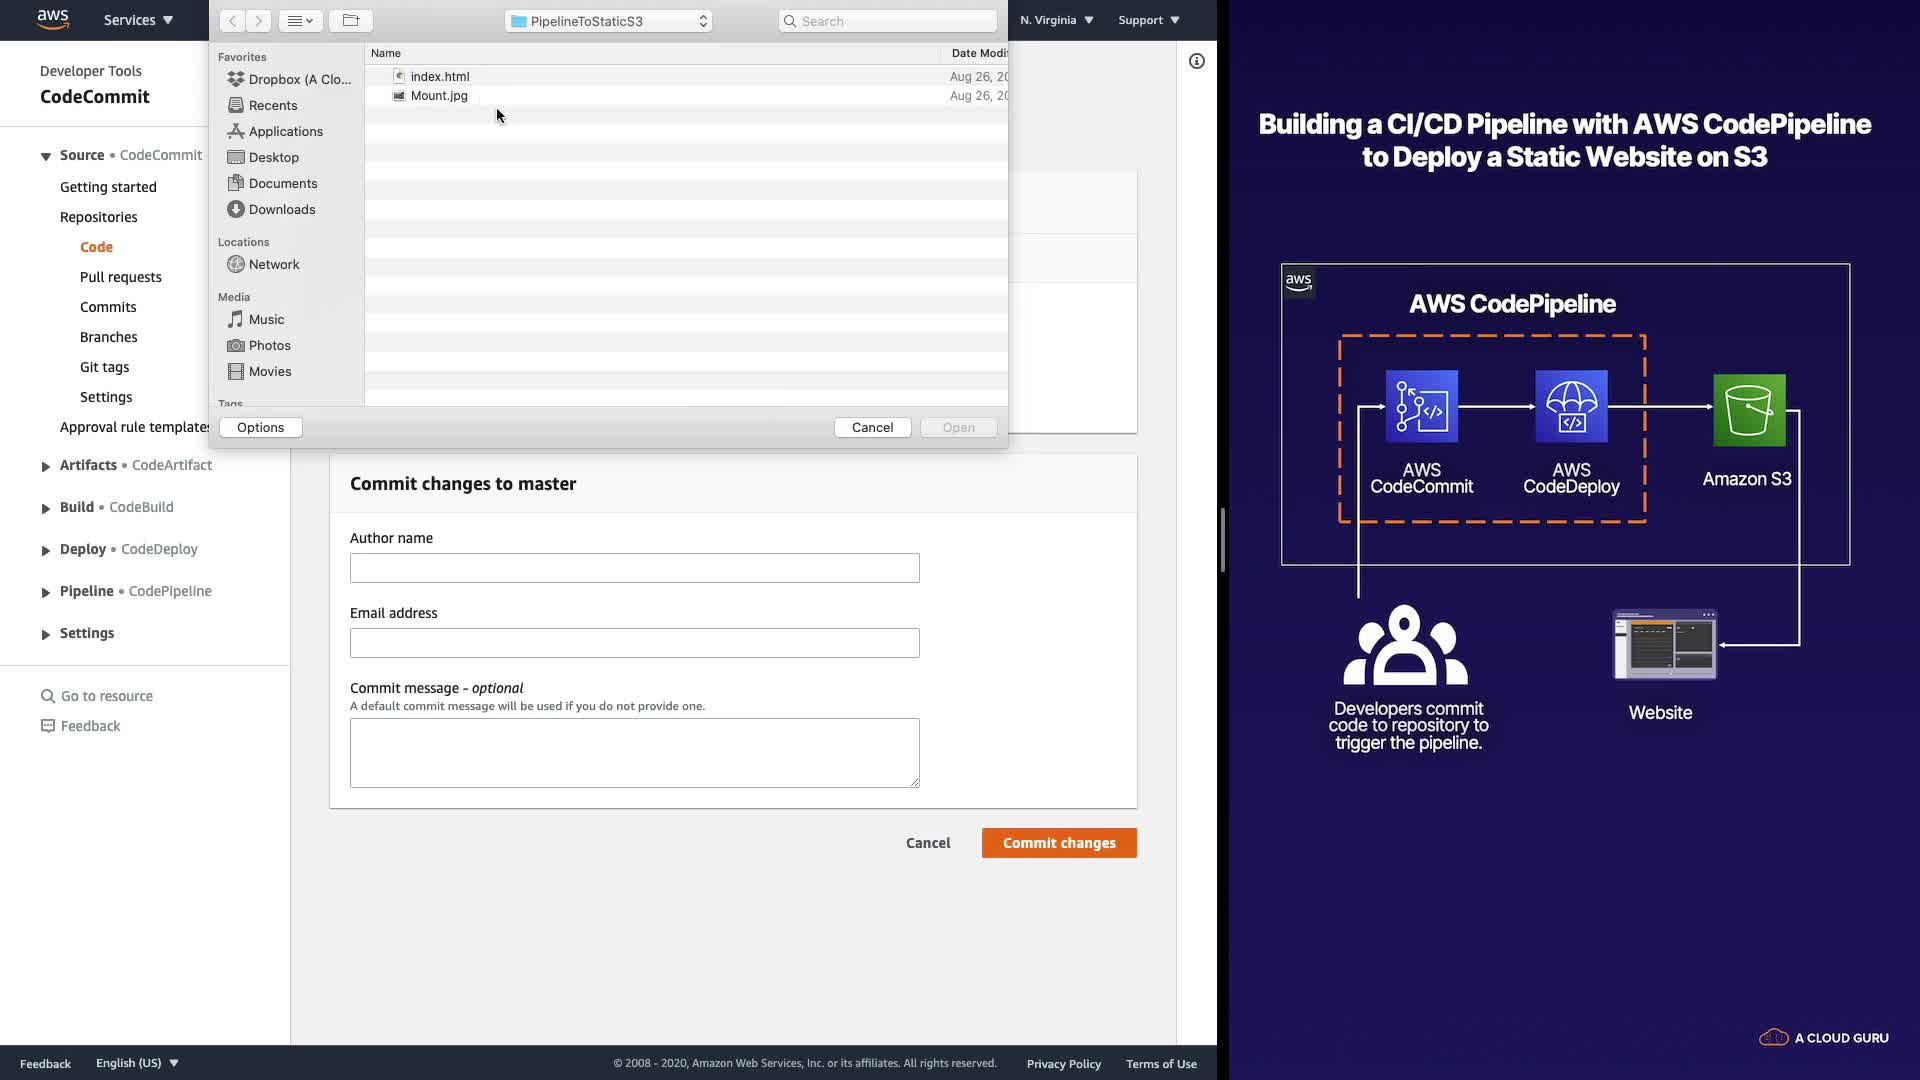 aws
Services
PipelineToStaticS3
Search
N. Virginia
Support
Favorites
Dropbox (A Clo...
Recents
Applications
Desktop
Documents
Downloads
Locations
Network
Media
Music
Photos
Movies
Tags
Name
Date Modi
index.html
Aug 26, 20
Mount.jpg
Aug 26, 20
Options
Cancel
Open
Developer Tools
CodeCommit
Source • CodeCommit
Getting started
Repositories
Code
Pull requests
Commits
Branches
Git tags
Settings
Approval rule templates
Artifacts • CodeArtifact
Build • CodeBuild
Deploy • CodeDeploy
Pipeline • CodePipeline
Settings
Go to resource
Feedback
Commit changes to master
Author name
Email address
Commit message - optional
A default commit message will be used if you do not provide one.
Cancel
Commit changes
Feedback
English (US)
© 2008 - 2020, Amazon Web Services, Inc. or its affiliates. All rights reserved.
Privacy Policy
Terms of Use
Building a CI/CD Pipeline with AWS CodePipeline
to Deploy a Static Website on S3
aws
AWS CodePipeline
AWS
CodeCommit
AWS
CodeDeploy
Amazon S3
Developers commit
code to repository to
trigger the pipeline.
Website
A CLOUD GURU